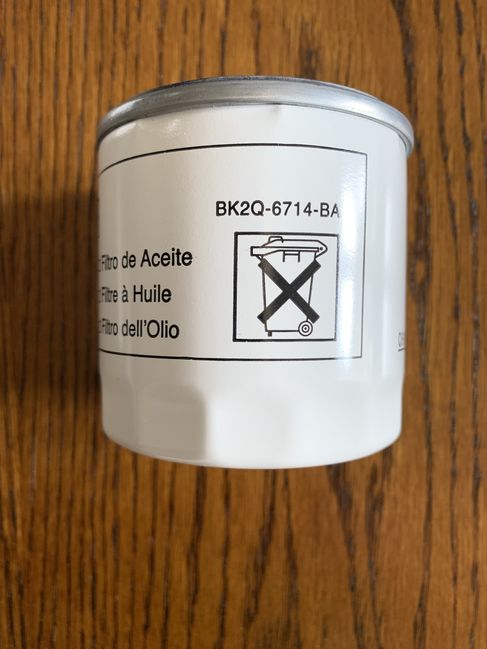 BK2Q-6714-BA
Filtro de Aceite
Filtre à Huile
Filtro dell'Olio